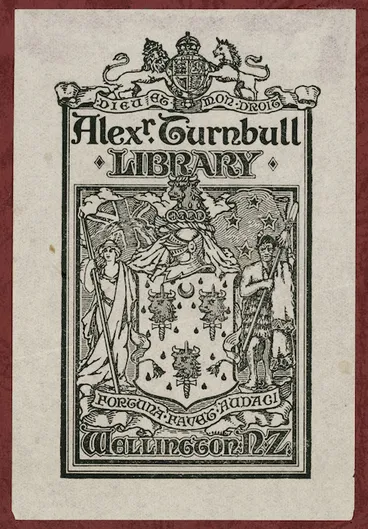 DIEU ET MON DROIT
Alexr. Turnbull
LIBRARY
FORTUNA·FAVET·AUDACI
WELLINGTON·N·Z·